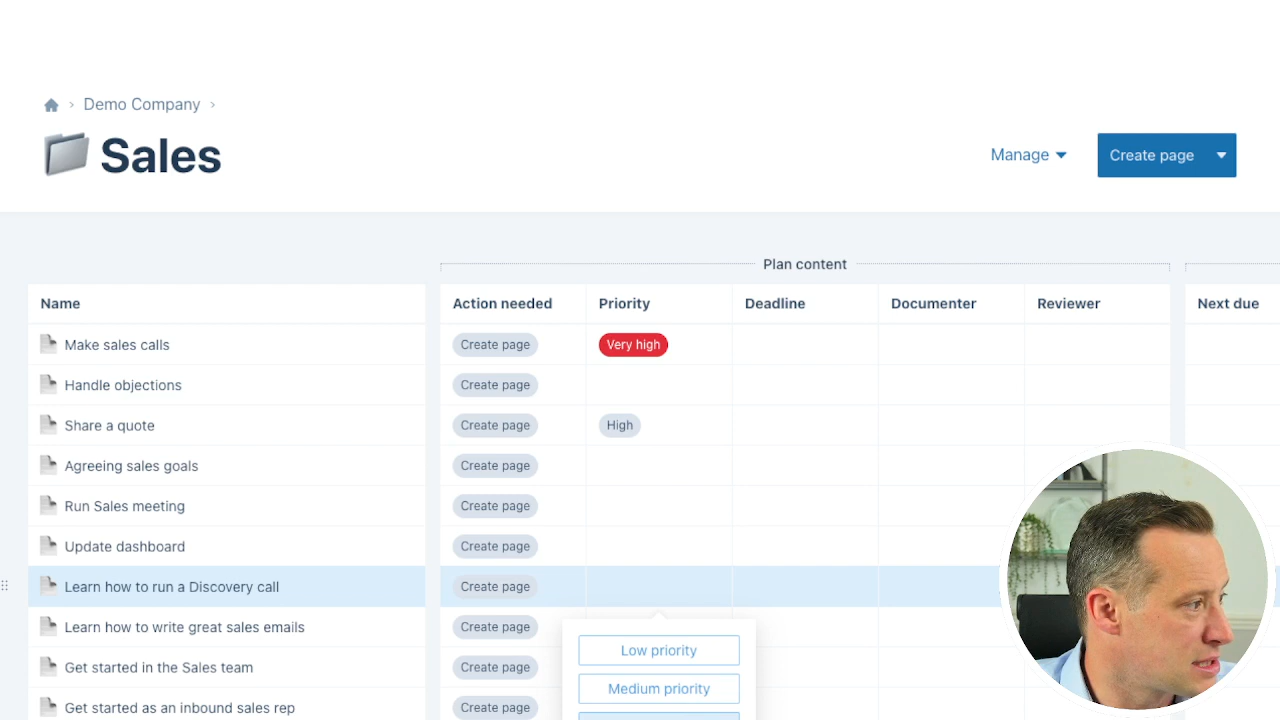 Demo Company
Sales
Manage
Create page
Plan content
Name Action needed Priority Deadline Documenter Reviewer Next due
Make sales calls Create page Very high
Handle objections Create page
Share a quote Create page High
Agreeing sales goals Create page
Run Sales meeting Create page
Update dashboard Create page
Learn how to run a Discovery call Create page
Learn how to write great sales emails Create page
Low priority
Get started in the Sales team Create page
Medium priority
Get started as an inbound sales rep Create page